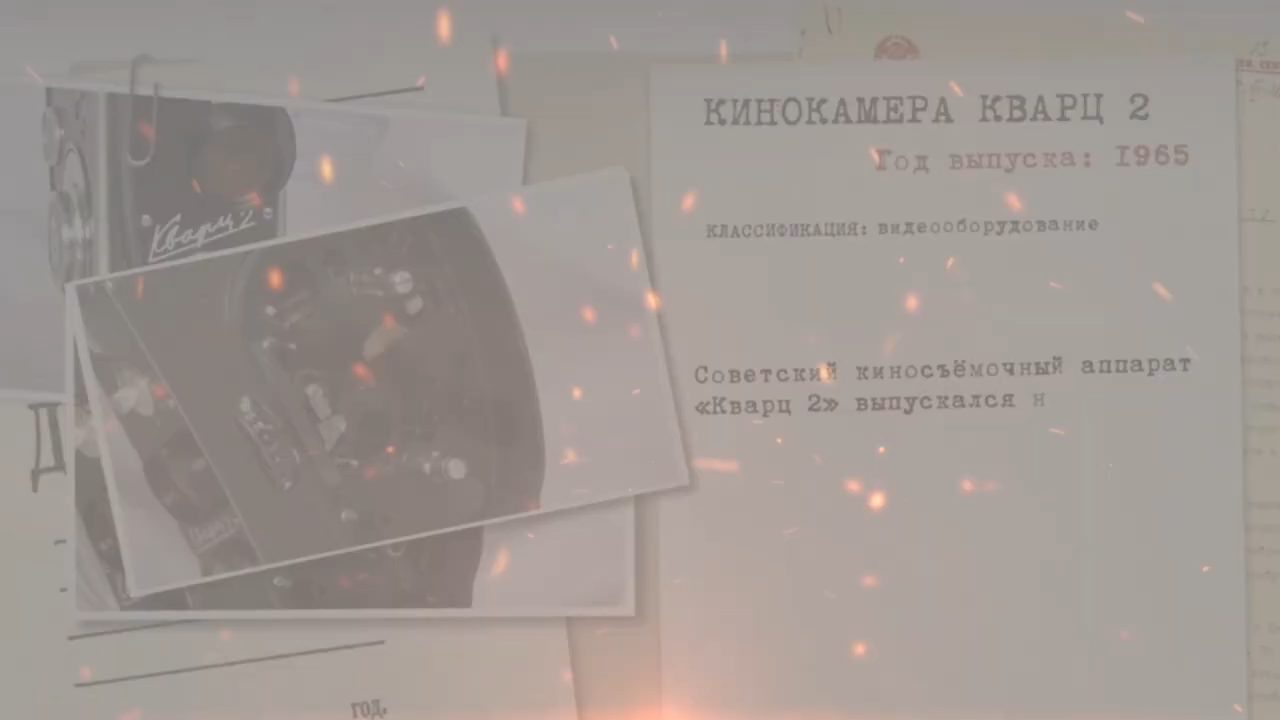 КИНОКАМЕРА КВАРЦ 2
Год выпуска: 1965
КЛАССИФИКАЦИЯ: видеооборудование
Советский киносъёмочный аппарат
«Кварц 2» выпускался н
Кварц 2
Д
год.